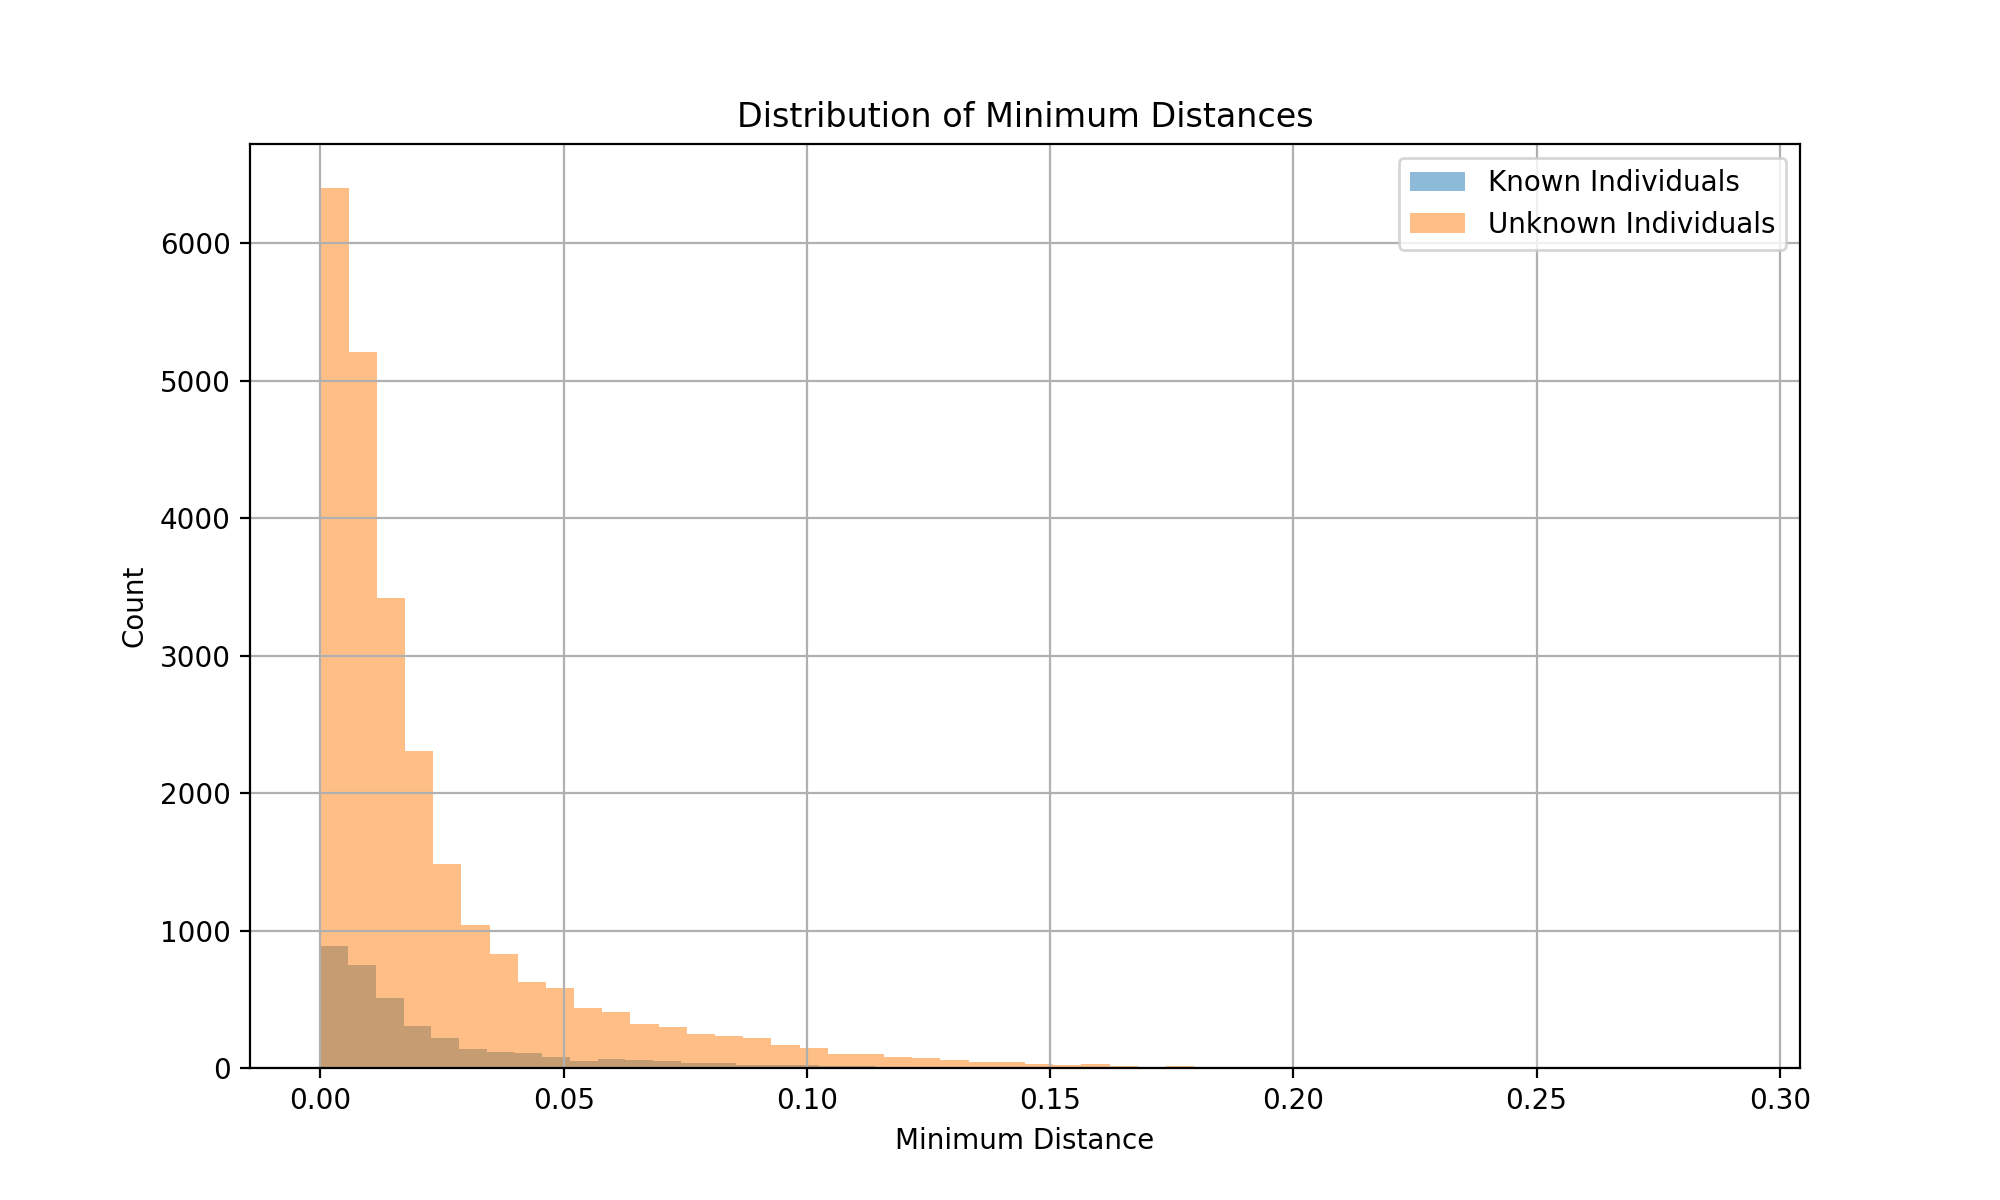 Distribution of Minimum Distances
Known Individuals
Unknown Individuals
6000
5000
4000
3000
2000
1000
0
Count
0.00 0.05 0.10 0.15 0.20 0.25 0.30
Minimum Distance